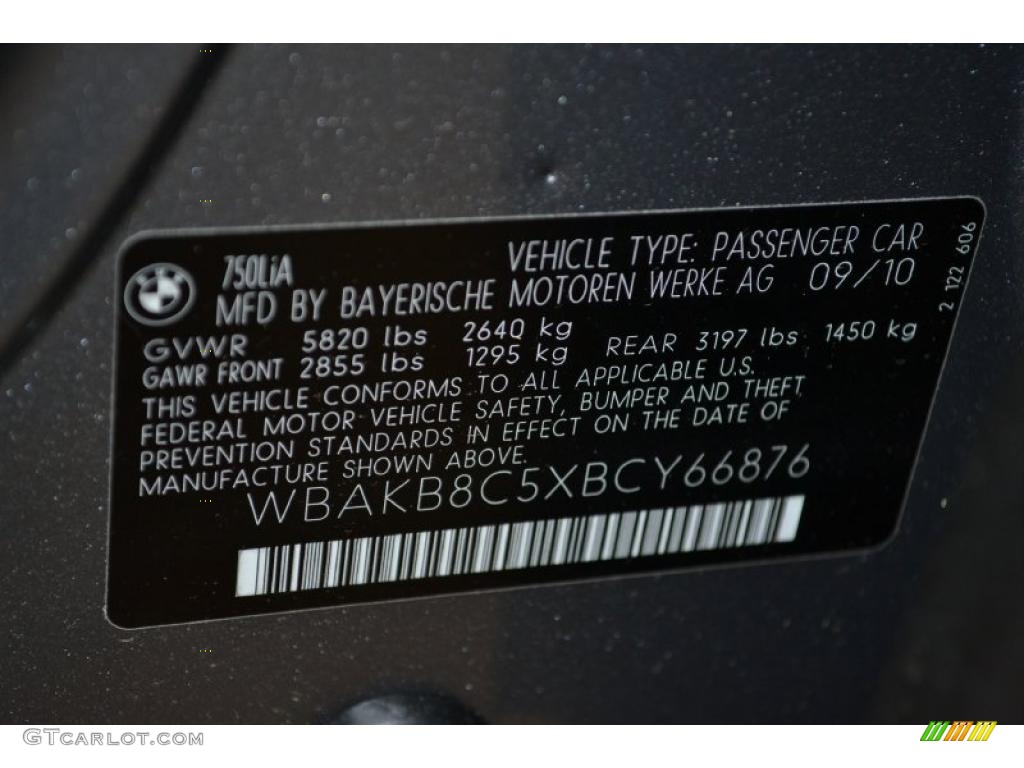 750LiA VEHICLE TYPE: PASSENGER CAR
MFD BY BAYERISCHE MOTOREN WERKE AG 09/10
GVWR 5820 lbs 2640 kg
GAWR FRONT 2855 lbs 1295 kg REAR 3197 lbs 1450 kg
THIS VEHICLE CONFORMS TO ALL APPLICABLE U.S.
FEDERAL MOTOR VEHICLE SAFETY, BUMPER AND THEFT
PREVENTION STANDARDS IN EFFECT ON THE DATE OF
MANUFACTURE SHOWN ABOVE.
WBAKB8C5XBCY66876
2 122 606
GTCARLOT.COM